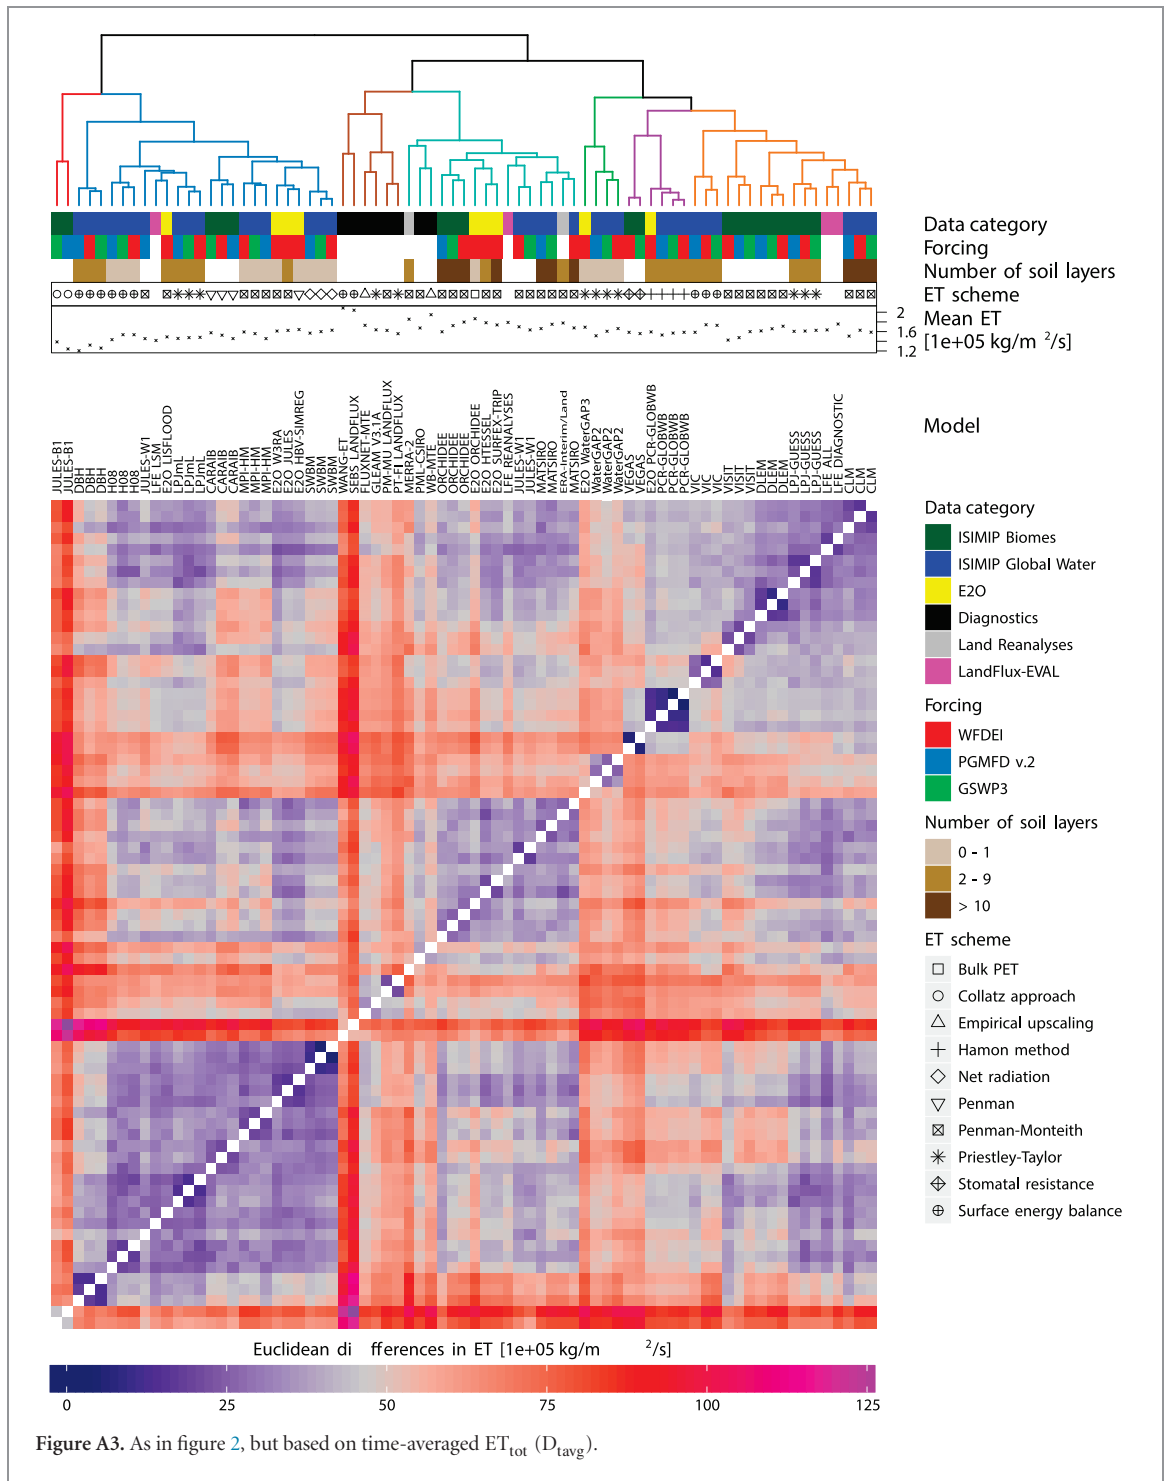 Data category
Forcing
Number of soil layers
ET scheme
Mean ET
[1e+05 kg/m ²/s]
2
1.6
1.2
Model
JULES-B1
JULES-B1
DBH
DBH
DBH
H08
H08
H08
JULES-W1
LFE LSM
E2O LISFLOOD
LPJmL
LPJmL
LPJmL
CARAIB
CARAIB
CARAIB
MPI-HM
MPI-HM
MPI-HM
E2O W3RA
E2O JULES
E2O HBV-SIMREG
SWBM
SWBM
SWBM
WANG-ET
SEBS LANDFLUX
FLUXNET-MTE
GLEAM V3.1A
PM-MU LANDFLUX
PT-FI LANDFLUX
MERRA-2
PML-CSIRO
WB-MTE
ORCHIDEE
ORCHIDEE
ORCHIDEE
E2O ORCHIDEE
E2O HTESSEL
E2O SURFEX-TRIP
LFE REANALYSES
JULES-W1
JULES-W1
MATSIRO
MATSIRO
ERA-Interim/Land
MATSIRO
E2O WaterGAP3
WaterGAP2
WaterGAP2
WaterGAP2
VEGAS
VEGAS
E2O PCR-GLOBWB
PCR-GLOBWB
PCR-GLOBWB
PCR-GLOBWB
VIC
VIC
VIC
VISIT
VISIT
VISIT
DLEM
DLEM
DLEM
LPJ-GUESS
LPJ-GUESS
LPJ-GUESS
LFE ALL
LFE DIAGNOSTIC
CLM
CLM
CLM
Data category
ISIMIP Biomes
ISIMIP Global Water
E2O
Diagnostics
Land Reanalyses
LandFlux-EVAL
Forcing
WFDEI
PGMFD v.2
GSWP3
Number of soil layers
0 - 1
2 - 9
> 10
ET scheme
Bulk PET
Collatz approach
Empirical upscaling
Hamon method
Net radiation
Penman
Penman-Monteith
Priestley-Taylor
Stomatal resistance
Surface energy balance
Euclidean di fferences in ET [1e+05 kg/m ²/s]
0 25 50 75 100 125
Figure A3. As in figure 2, but based on time-averaged ETtot (Dtavg).